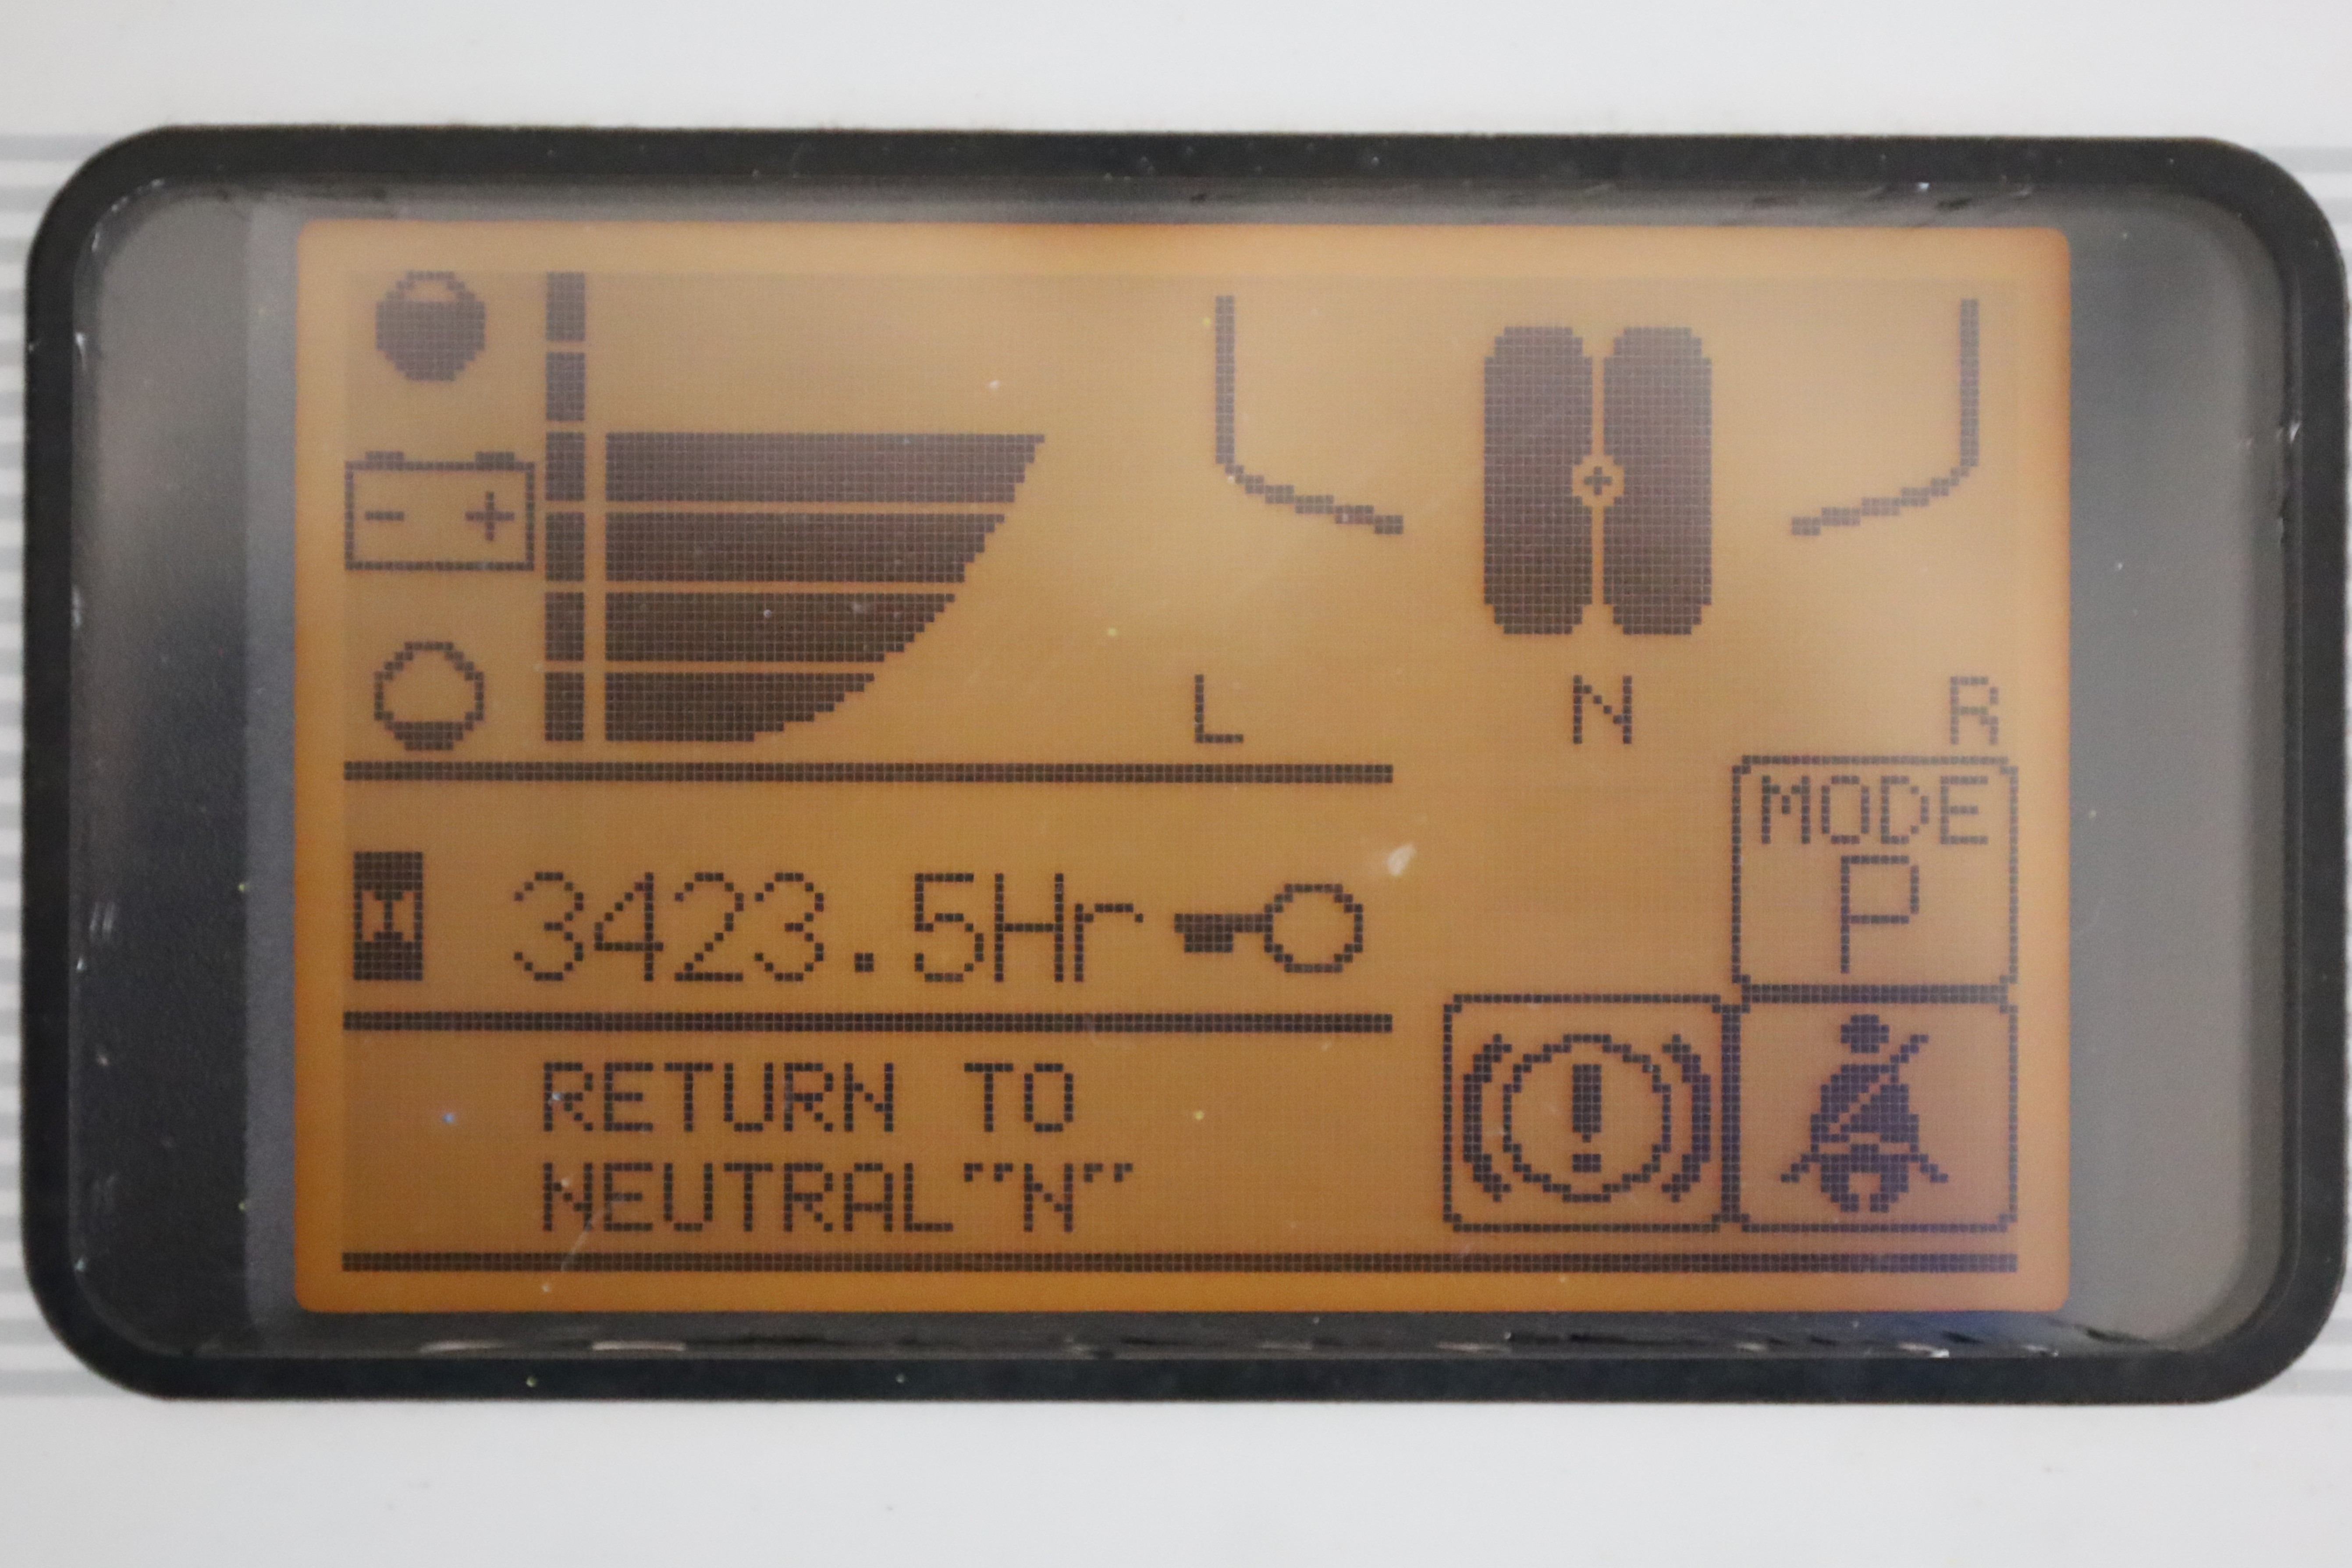 L N R
MODE
P
3423.5Hr
RETURN TO
NEUTRAL"N"